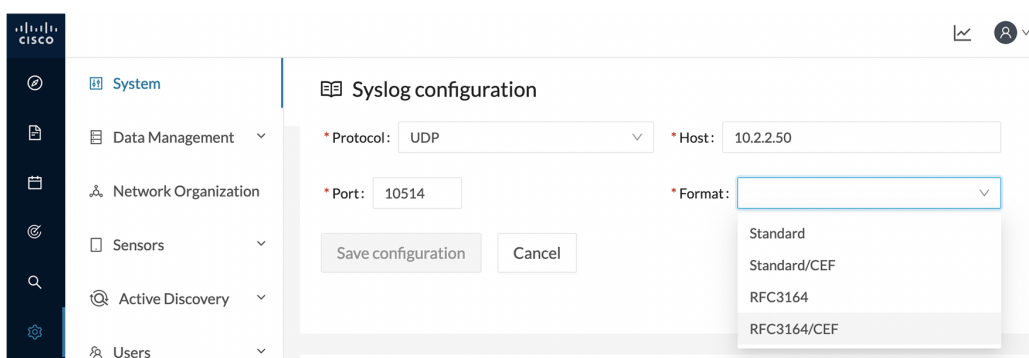 CISCO
System
Data Management
Network Organization
Sensors
Active Discovery
Users
Syslog configuration
* Protocol: UDP
* Host: 10.2.2.50
* Port: 10514
* Format:
Save configuration
Cancel
Standard
Standard/CEF
RFC3164
RFC3164/CEF